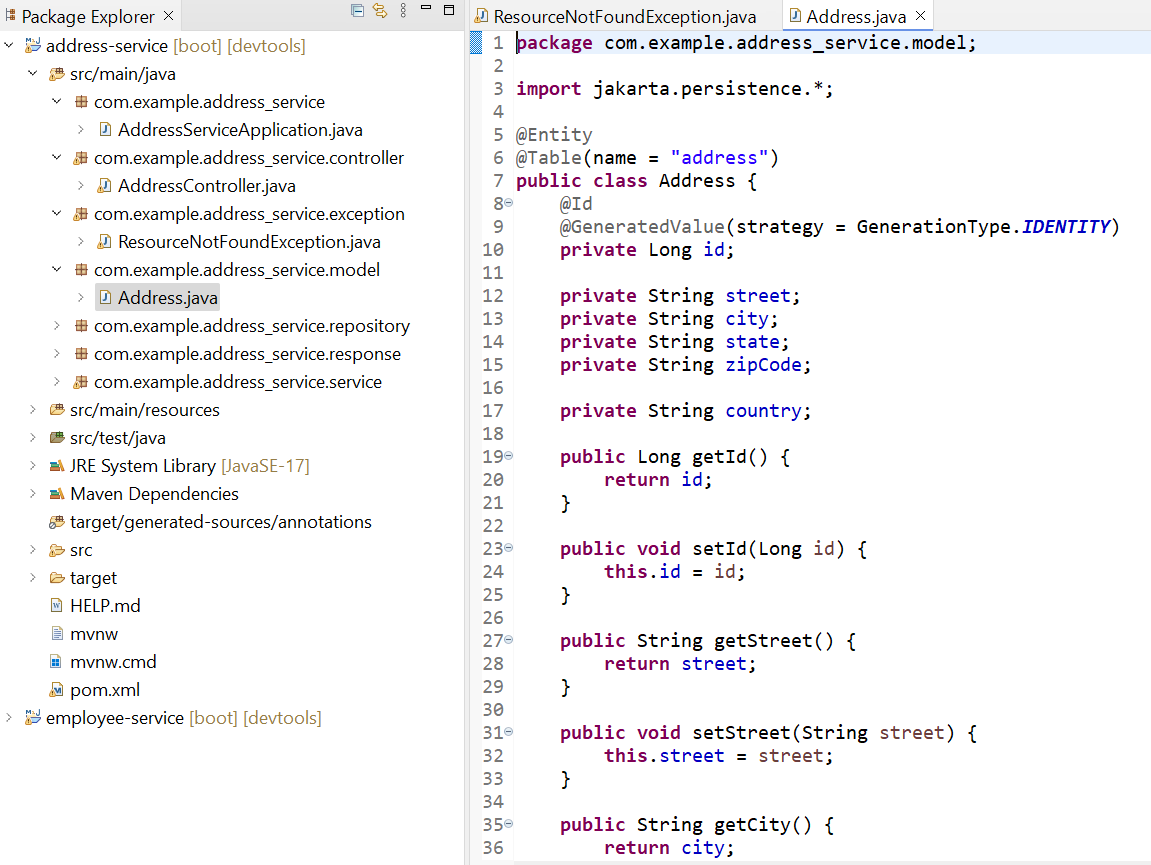 Package Explorer
address-service [boot] [devtools]
src/main/java
com.example.address_service
AddressServiceApplication.java
com.example.address_service.controller
AddressController.java
com.example.address_service.exception
ResourceNotFoundException.java
com.example.address_service.model
Address.java
com.example.address_service.repository
com.example.address_service.response
com.example.address_service.service
src/main/resources
src/test/java
JRE System Library [JavaSE-17]
Maven Dependencies
target/generated-sources/annotations
src
target
HELP.md
mvnw
mvnw.cmd
pom.xml
employee-service [boot] [devtools]
ResourceNotFoundException.java Address.java
1 package com.example.address_service.model;
2
3 import jakarta.persistence.*;
4
5 @Entity
6 @Table(name = "address")
7 public class Address {
8 @Id
9 @GeneratedValue(strategy = GenerationType.IDENTITY)
10 private Long id;
11
12 private String street;
13 private String city;
14 private String state;
15 private String zipCode;
16
17 private String country;
18
19 public Long getId() {
20 return id;
21 }
22
23 public void setId(Long id) {
24 this.id = id;
25 }
26
27 public String getStreet() {
28 return street;
29 }
30
31 public void setStreet(String street) {
32 this.street = street;
33 }
34
35 public String getCity() {
36 return city;